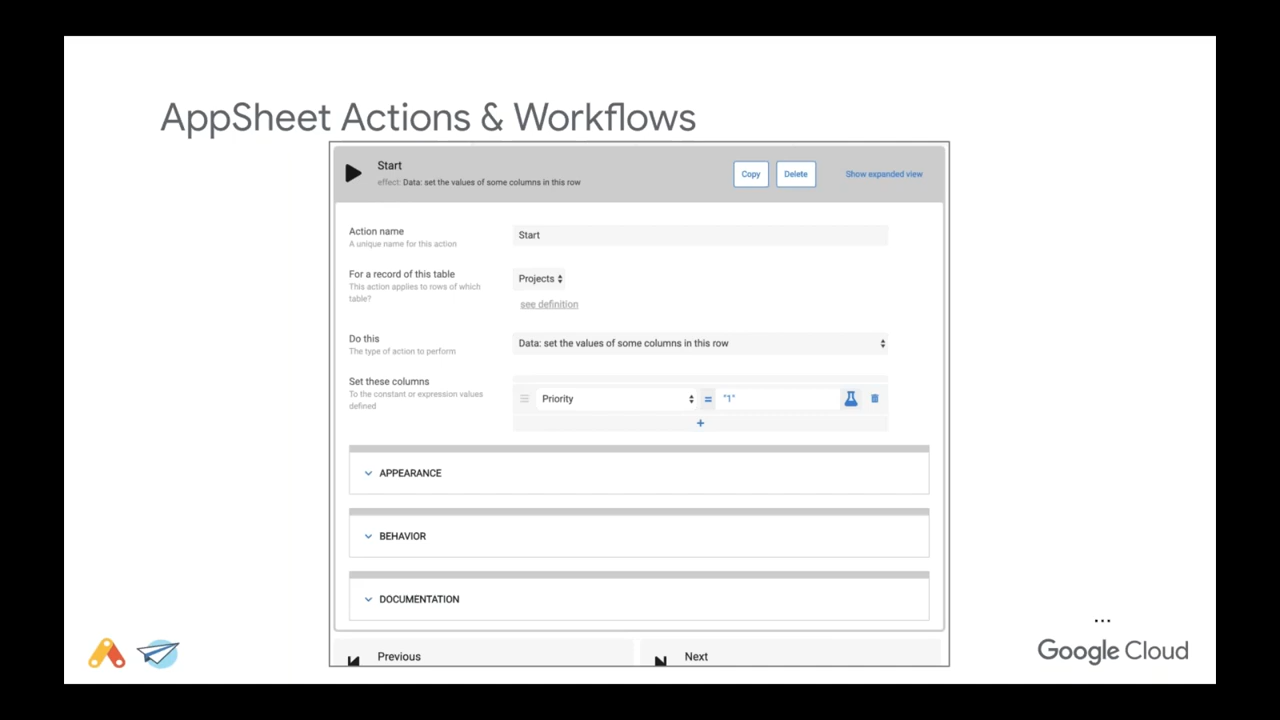 AppSheet Actions & Workflows
Start
effect: Data: set the values of some columns in this row
Copy
Delete
Show expanded view
Action name
A unique name for this action
Start
For a record of this table
This action applies to rows of which
table?
Projects
see definition
Do this
The type of action to perform
Data: set the values of some columns in this row
Set these columns
To the constant or expression values
defined
Priority
=
"1"
+
APPEARANCE
BEHAVIOR
DOCUMENTATION
Previous
Next
...
Google Cloud